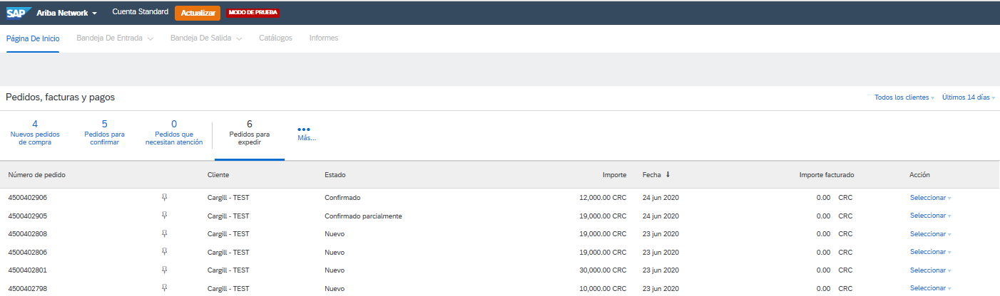 SAP Ariba Network Cuenta Standard Actualizar MODO DE PRUEBA
Página De Inicio Bandeja De Entrada Bandeja De Salida Catálogos Informes
Pedidos, facturas y pagos Todos los clientes Últimos 14 días
4 5 0 6
Nuevos pedidos Pedidos para Pedidos que Pedidos para Más...
de compra confirmar necesitan atención expedir
Número de pedido Cliente Estado Importe Fecha Importe facturado Acción
4500402906 Cargill - TEST Confirmado 12,000.00 CRC 24 jun 2020 0.00 CRC Seleccionar
4500402905 Cargill - TEST Confirmado parcialmente 19,000.00 CRC 24 jun 2020 0.00 CRC Seleccionar
4500402808 Cargill - TEST Nuevo 19,000.00 CRC 23 jun 2020 0.00 CRC Seleccionar
4500402806 Cargill - TEST Nuevo 19,000.00 CRC 23 jun 2020 0.00 CRC Seleccionar
4500402801 Cargill - TEST Nuevo 30,000.00 CRC 23 jun 2020 0.00 CRC Seleccionar
4500402798 Cargill - TEST Nuevo 10,000.00 CRC 23 jun 2020 0.00 CRC Seleccionar